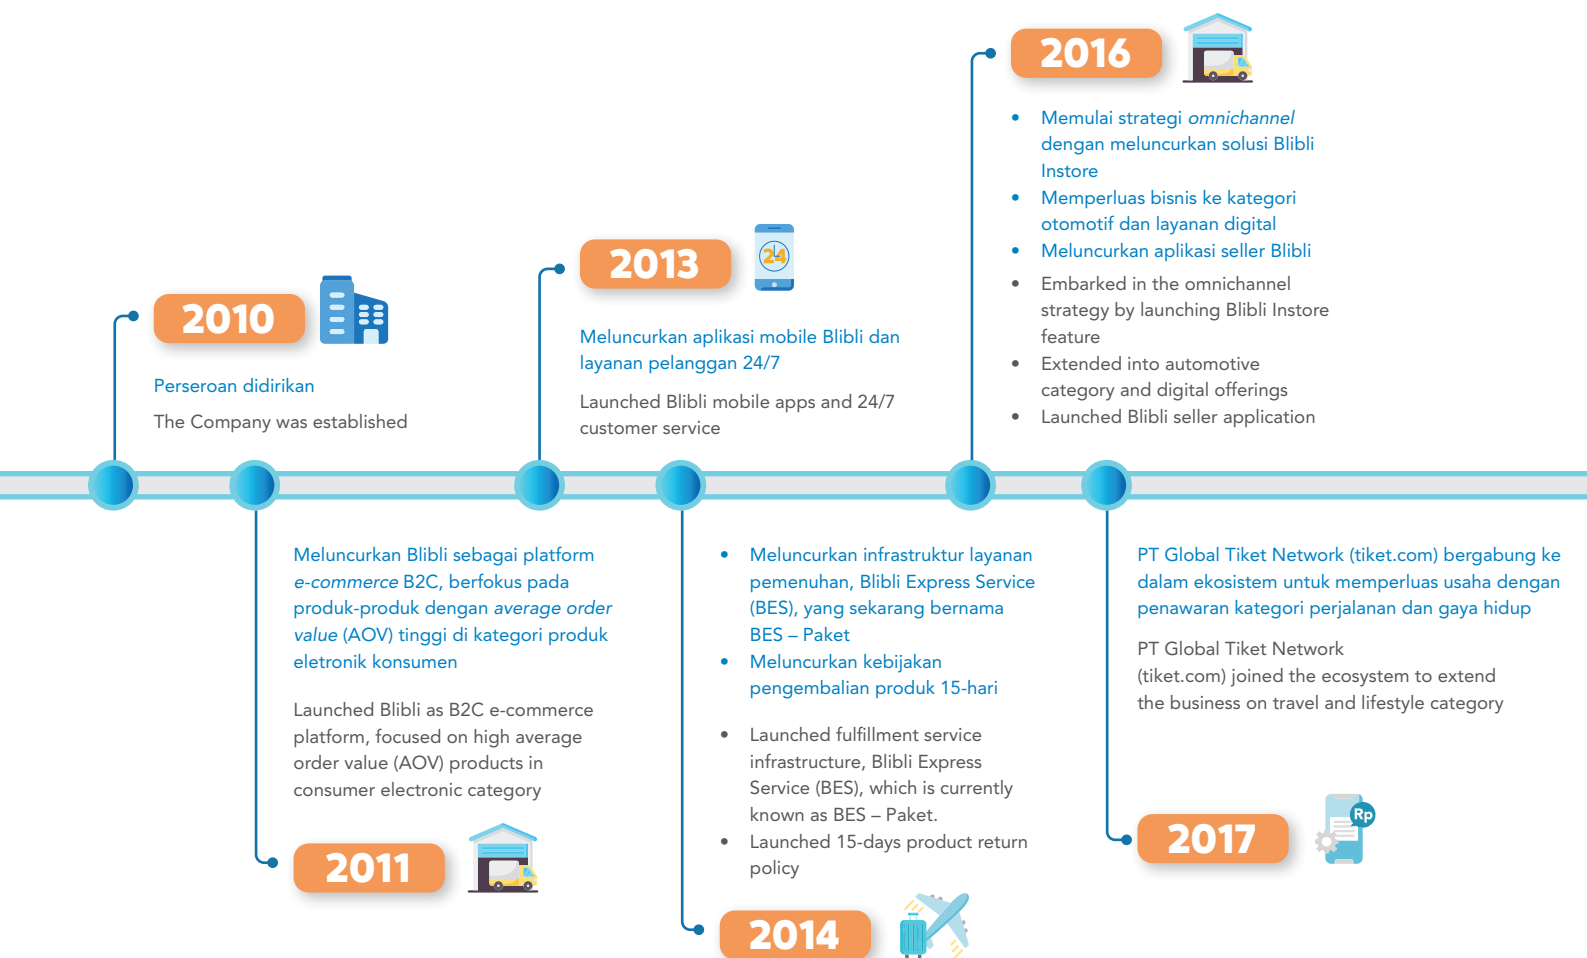 2010
Perseroan didirikan
The Company was established
Meluncurkan Blibli sebagai platform
e-commerce B2C, berfokus pada
produk-produk dengan average order
value (AOV) tinggi di kategori produk
eletronik konsumen
Launched Blibli as B2C e-commerce
platform, focused on high average
order value (AOV) products in
consumer electronic category
2011
2013
24
Meluncurkan aplikasi mobile Blibli dan
layanan pelanggan 24/7
Launched Blibli mobile apps and 24/7
customer service
• Meluncurkan infrastruktur layanan
pemenuhan, Blibli Express Service
(BES), yang sekarang bernama
BES – Paket
• Meluncurkan kebijakan
pengembalian produk 15-hari
• Launched fulfillment service
infrastructure, Blibli Express
Service (BES), which is currently
known as BES – Paket.
• Launched 15-days product return
policy
2014
2016
• Memulai strategi omnichannel
dengan meluncurkan solusi Blibli
Instore
• Memperluas bisnis ke kategori
otomotif dan layanan digital
• Meluncurkan aplikasi seller Blibli
• Embarked in the omnichannel
strategy by launching Blibli Instore
feature
• Extended into automotive
category and digital offerings
• Launched Blibli seller application
PT Global Tiket Network (tiket.com) bergabung ke
dalam ekosistem untuk memperluas usaha dengan
penawaran kategori perjalanan dan gaya hidup
PT Global Tiket Network
(tiket.com) joined the ecosystem to extend
the business on travel and lifestyle category
2017
Rp